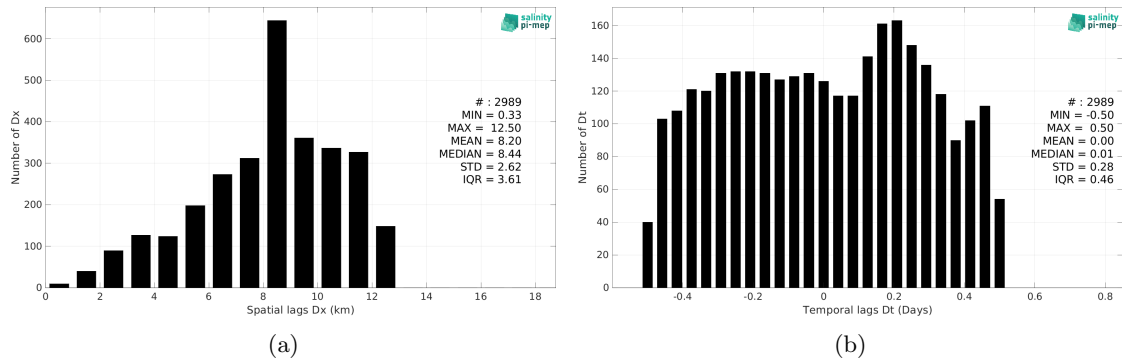 salinity
pi-mep
Number of Dx
600
500
400
300
200
100
0
# : 2989
MIN = 0.33
MAX = 12.50
MEAN = 8.20
MEDIAN = 8.44
STD = 2.62
IQR = 3.61
0 2 4 6 8 10 12 14 16 18
Spatial lags Dx (km)
(a)
salinity
pi-mep
Number of Dt
160
140
120
100
80
60
40
20
0
# : 2989
MIN = -0.50
MAX = 0.50
MEAN = 0.00
MEDIAN = 0.01
STD = 0.28
IQR = 0.46
-0.4 -0.2 0 0.2 0.4 0.6 0.8
Temporal lags Dt (Days)
(b)